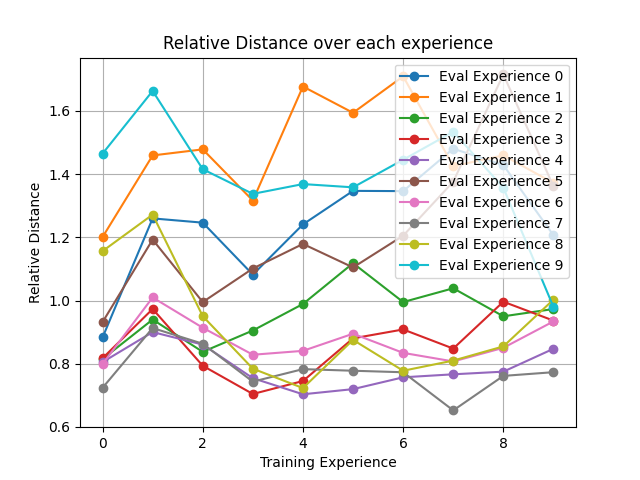 Relative Distance over each experience
Relative Distance
1.6
1.4
1.2
1.0
0.8
0.6
Eval Experience 0
Eval Experience 1
Eval Experience 2
Eval Experience 3
Eval Experience 4
Eval Experience 5
Eval Experience 6
Eval Experience 7
Eval Experience 8
Eval Experience 9
0 2 4 6 8
Training Experience